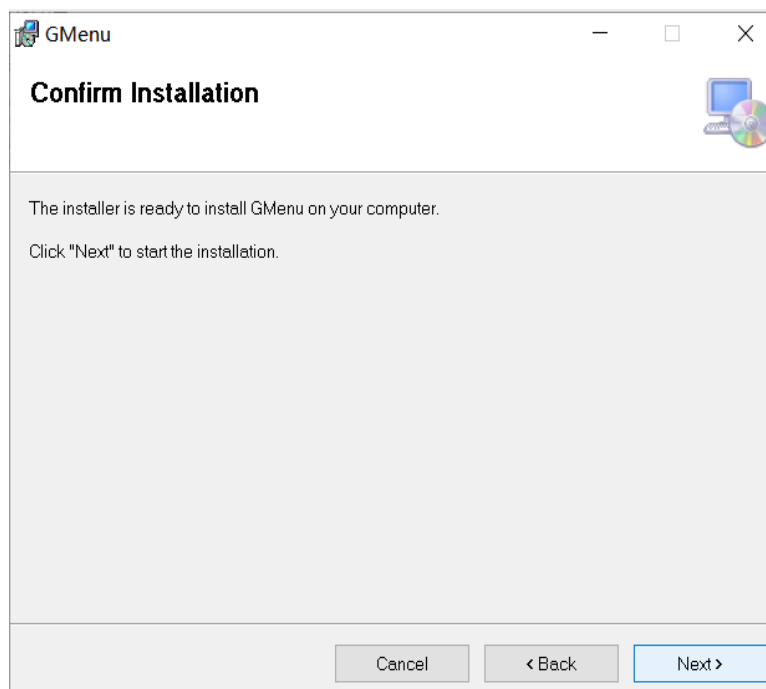 GMenu
Confirm Installation
The installer is ready to install GMenu on your computer.
Click "Next" to start the installation.
Cancel
< Back
Next >